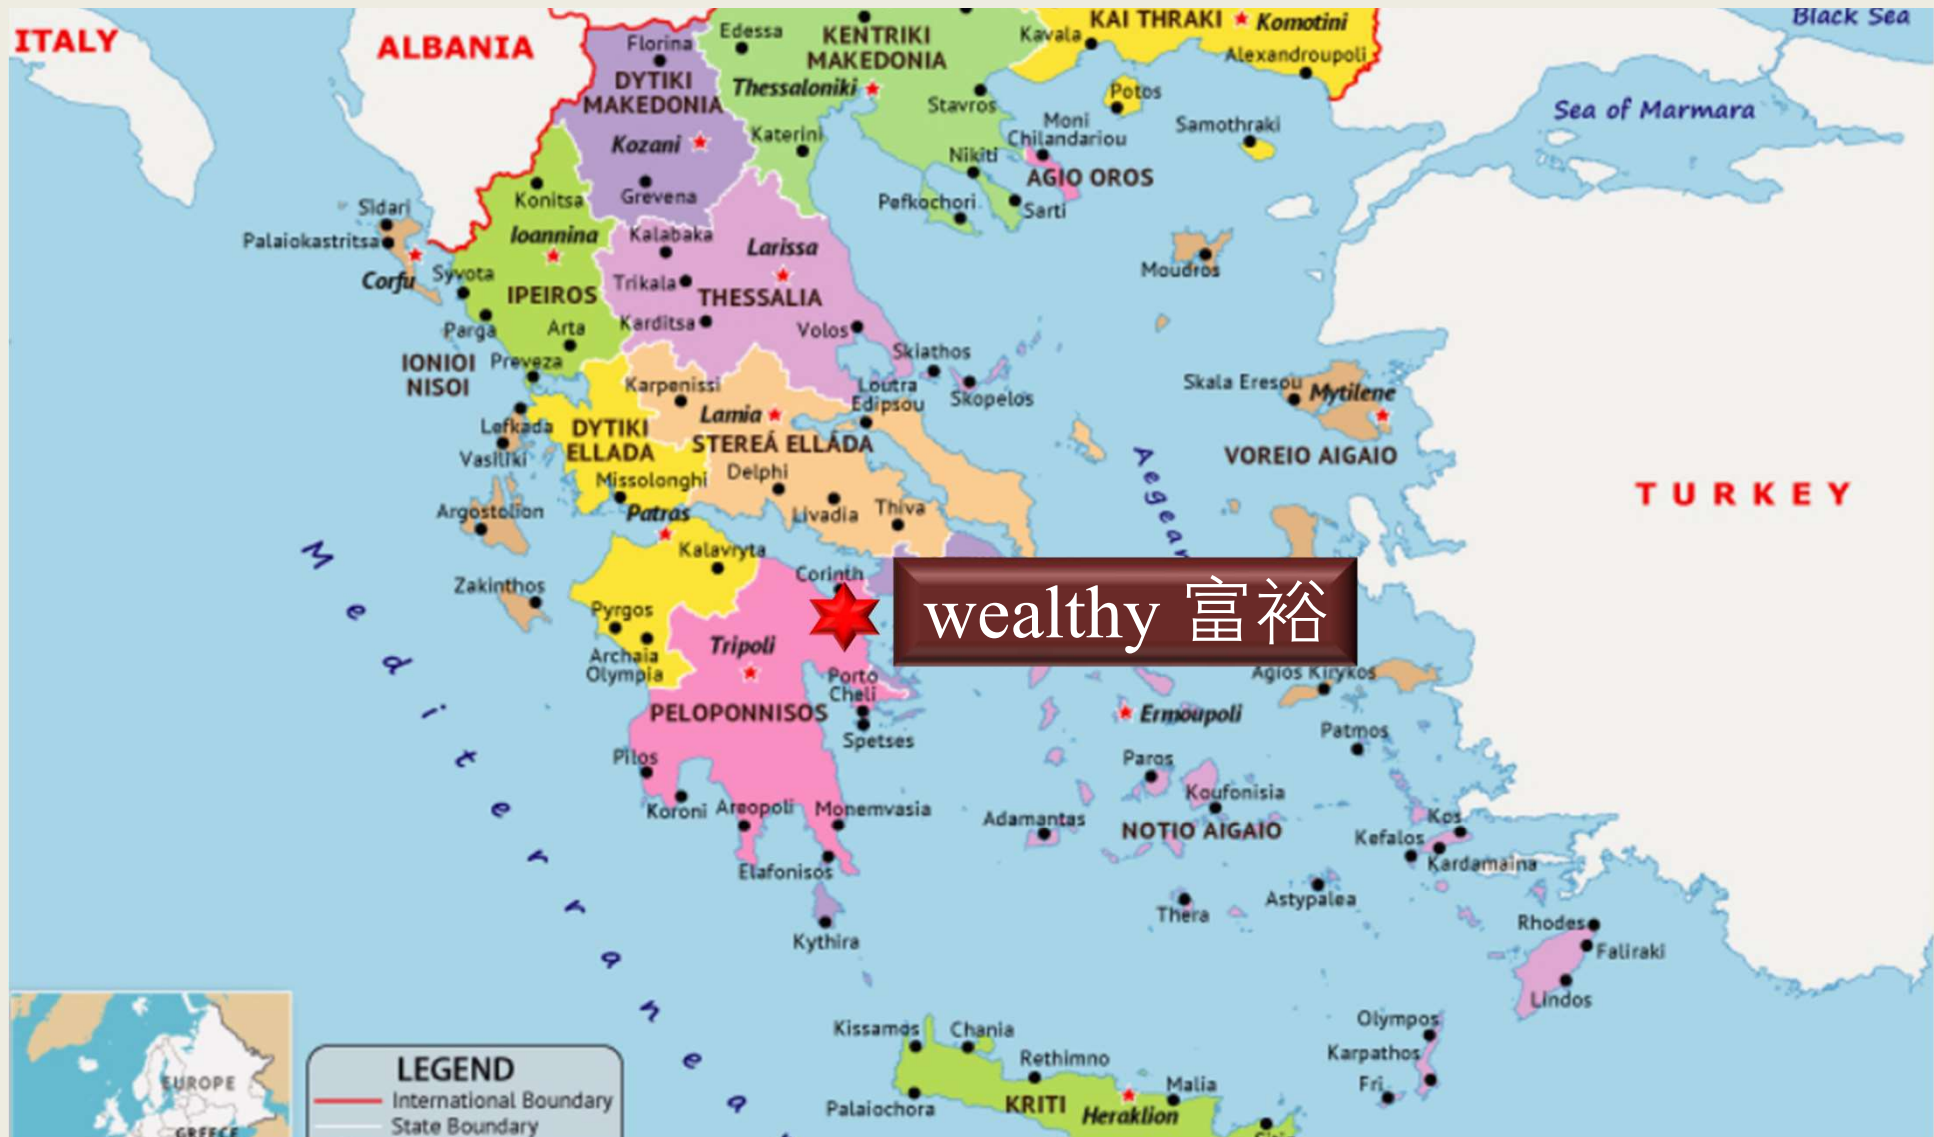 ITALY
ALBANIA
Florina
DYTIKI
MAKEDONIA
Kozani
Grevena
Edessa
KENTRIKI
MAKEDONIA
Thessaloniki
Katerini
Stavros
Nikiti
Pefkochori
Sarti
Kavala
KAI THRAKI
Komotini
Alexandroupoli
Black Sea
Potos
Samothraki
Moni
Chilandariou
AGIO OROS
Sea of Marmara
Sidari
Palaiokastritsa
Corfu
Konitsa
Ioannina
Syvota
IPEIROS
Parga
Arta
Preveza
IONIOI
NISOI
Kalabaka
Larissa
Trikala
THESSALIA
Karditsa
Volos
Moudros
Skiathos
Skopelos
Loutra
Edipsou
Skala Eresou
Mytilene
VOREIO AIGAIO
Karpenissi
Lamia
STEREÁ ELLÁDA
DYTIKI
ELLADA
Lefkada
Vasiliki
Missolonghi
Delphi
Livadia
Thiva
Aegean
TURKEY
Argostolion
Patras
Kalavryta
Zakinthos
Pyrgos
Archaia
Olympia
Corinth
wealthy 富裕
Tripoli
Porto
Cheli
PELOPONNISOS
Spetses
Agios Kirykos
Ermoupoli
Patmos
Pilos
Koroni
Areopoli
Monemvasia
Elafonisos
Kythira
Paros
Koufonisia
Adamantas
NOTIO AIGAIO
Kos
Kefalos
Kardamaina
Thera
Astypalea
Rhodes
Faliraki
Lindos
Mediterranea
Olympos
Karpathos
Fri
Kissamos
Chania
Rethimno
Malia
Palaiochora
KRITI
Heraklion
EUROPE
GREECE
LEGEND
International Boundary
State Boundary